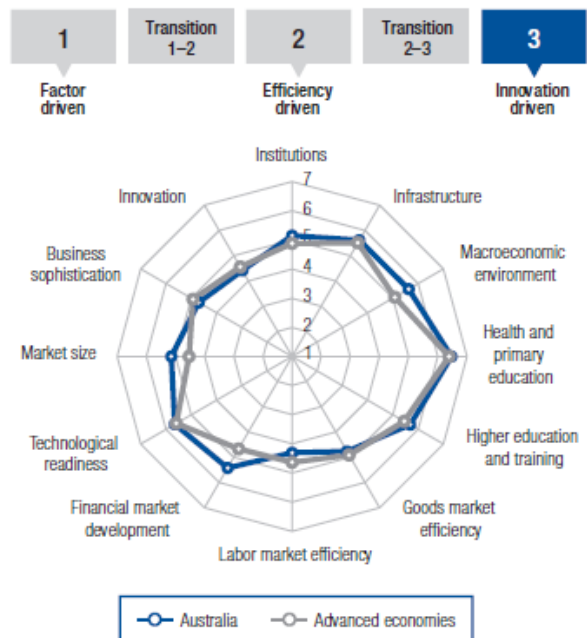 1
Transition
1–2
2
Transition
2–3
3
Factor
driven
Efficiency
driven
Innovation
driven
Institutions
7
6
5
4
3
2
1
Innovation
Infrastructure
Business
sophistication
Macroeconomic
environment
Market size
Health and
primary
education
Technological
readiness
Higher education
and training
Financial market
development
Goods market
efficiency
Labor market efficiency
Australia
Advanced economies